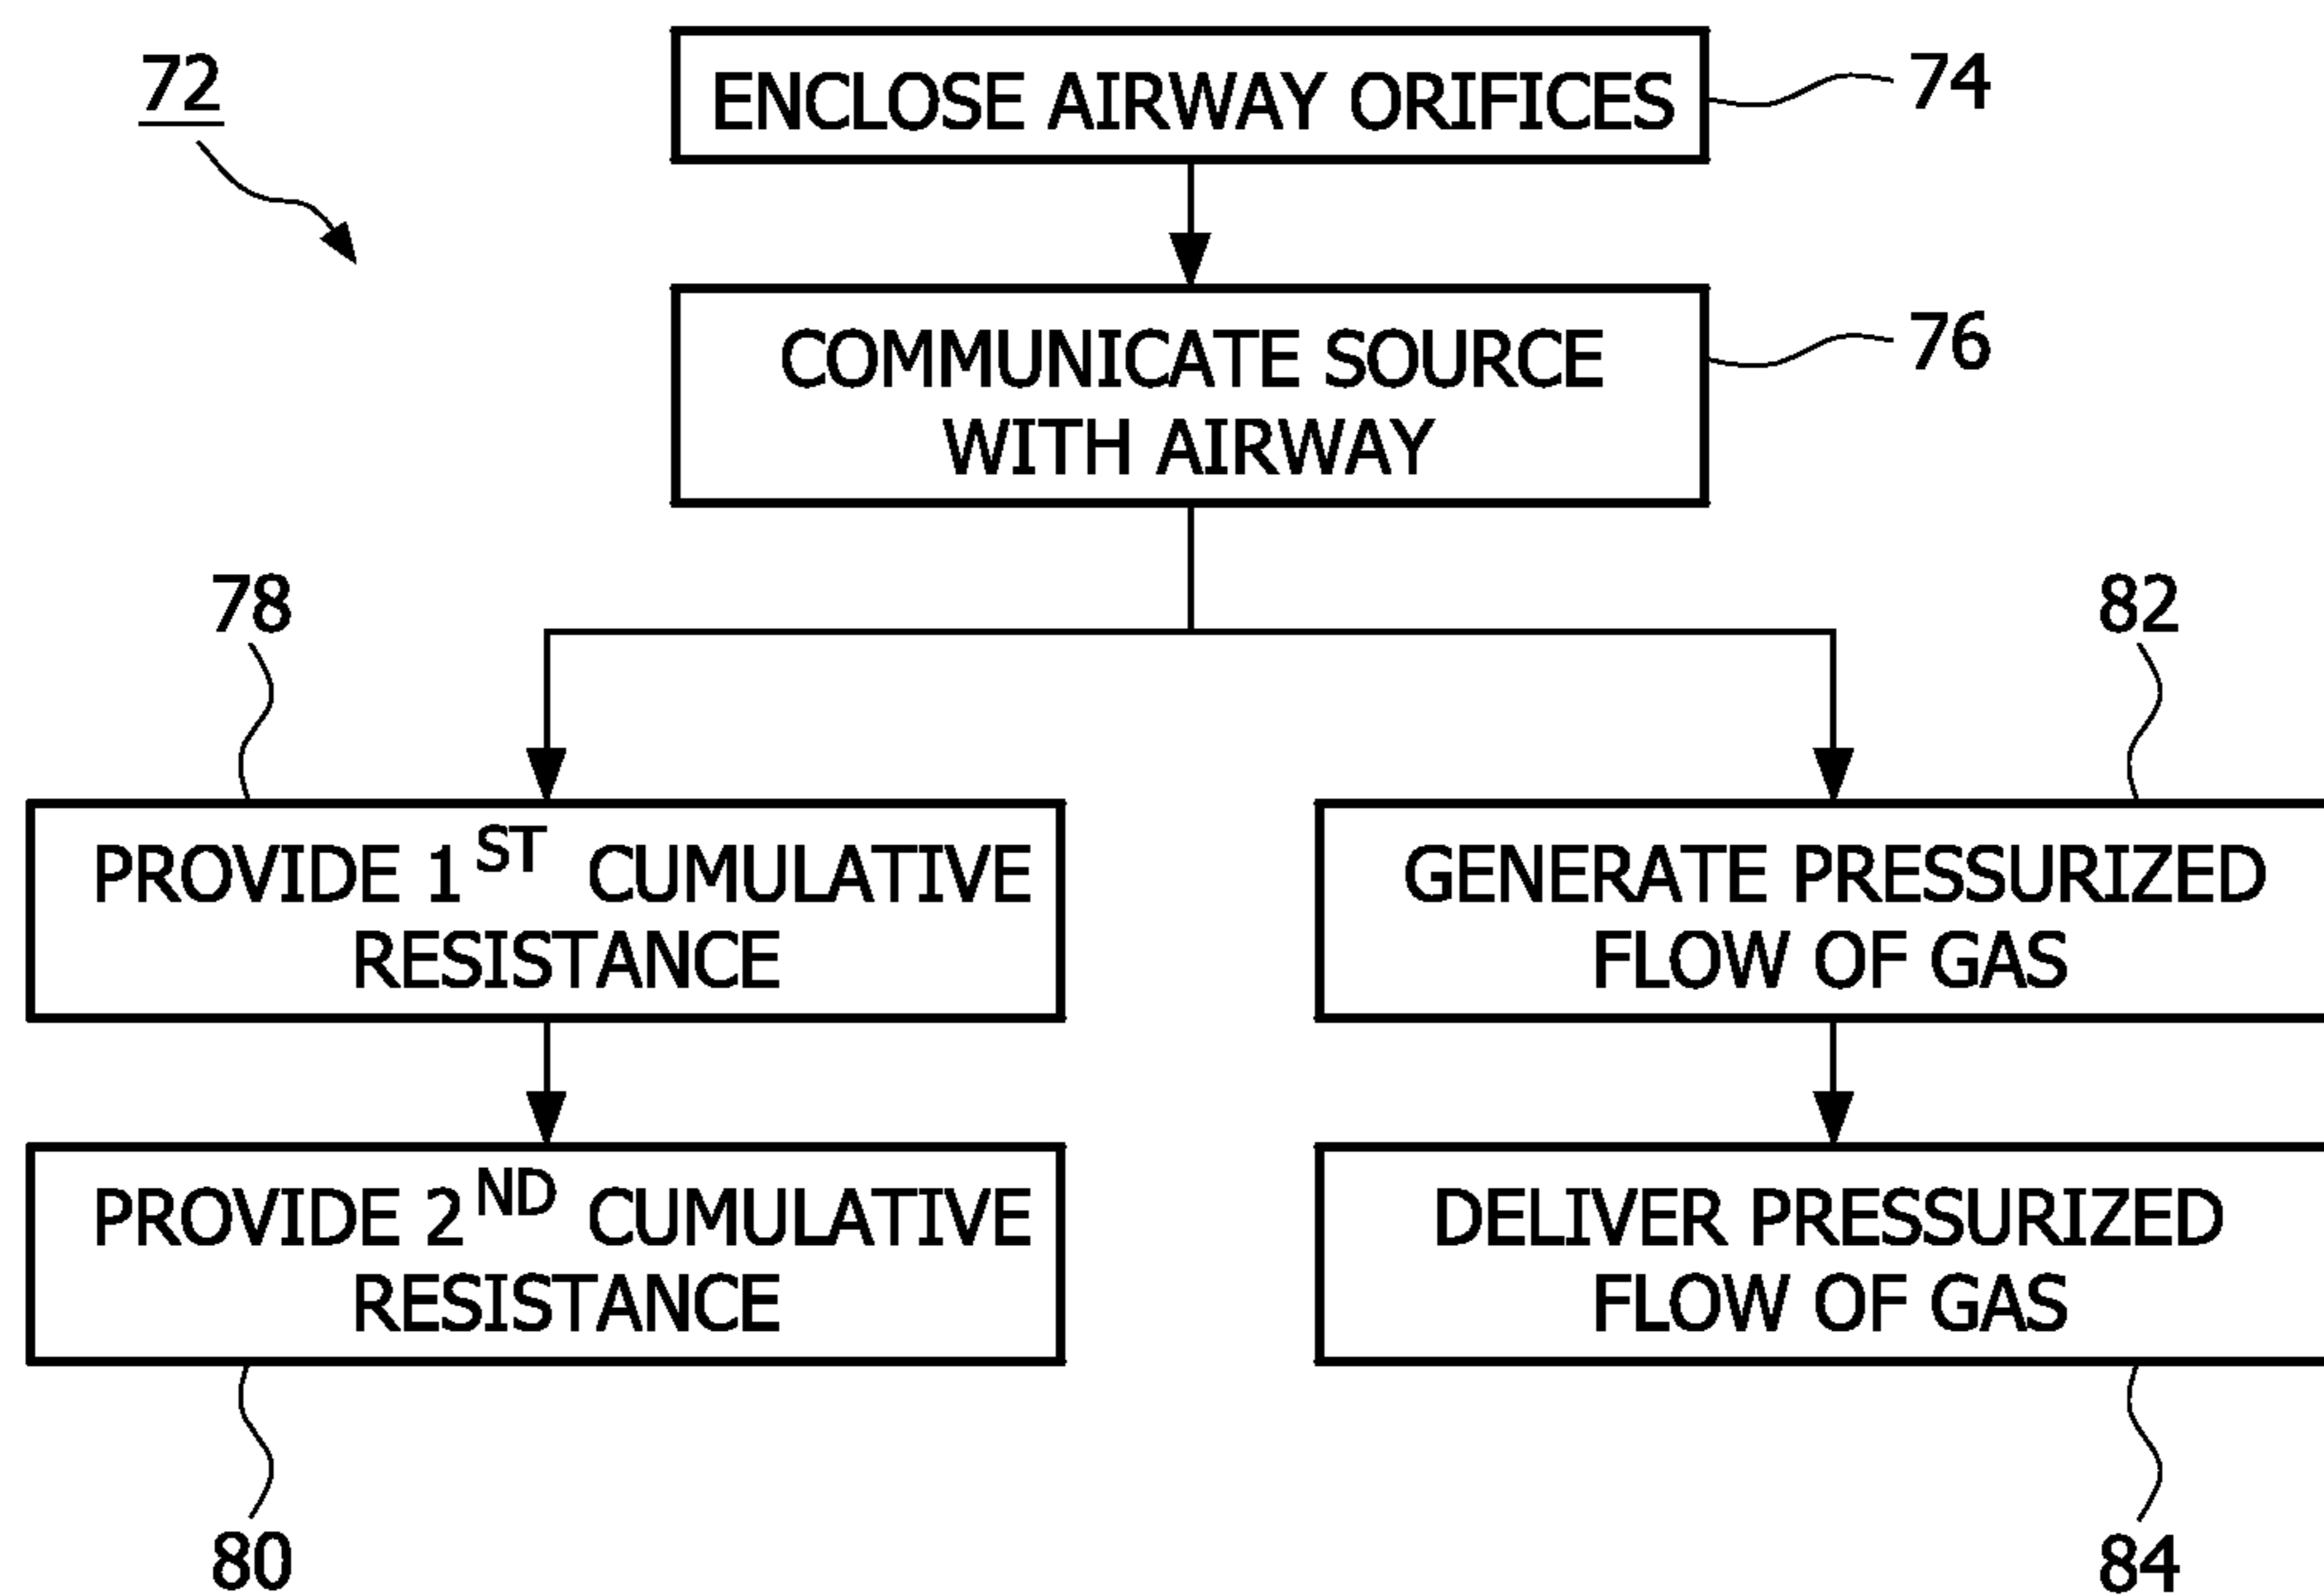 72
ENCLOSE AIRWAY ORIFICES
74
COMMUNICATE SOURCE
WITH AIRWAY
76
78
82
PROVIDE 1ST CUMULATIVE
RESISTANCE
GENERATE PRESSURIZED
FLOW OF GAS
PROVIDE 2ND CUMULATIVE
RESISTANCE
DELIVER PRESSURIZED
FLOW OF GAS
80
84